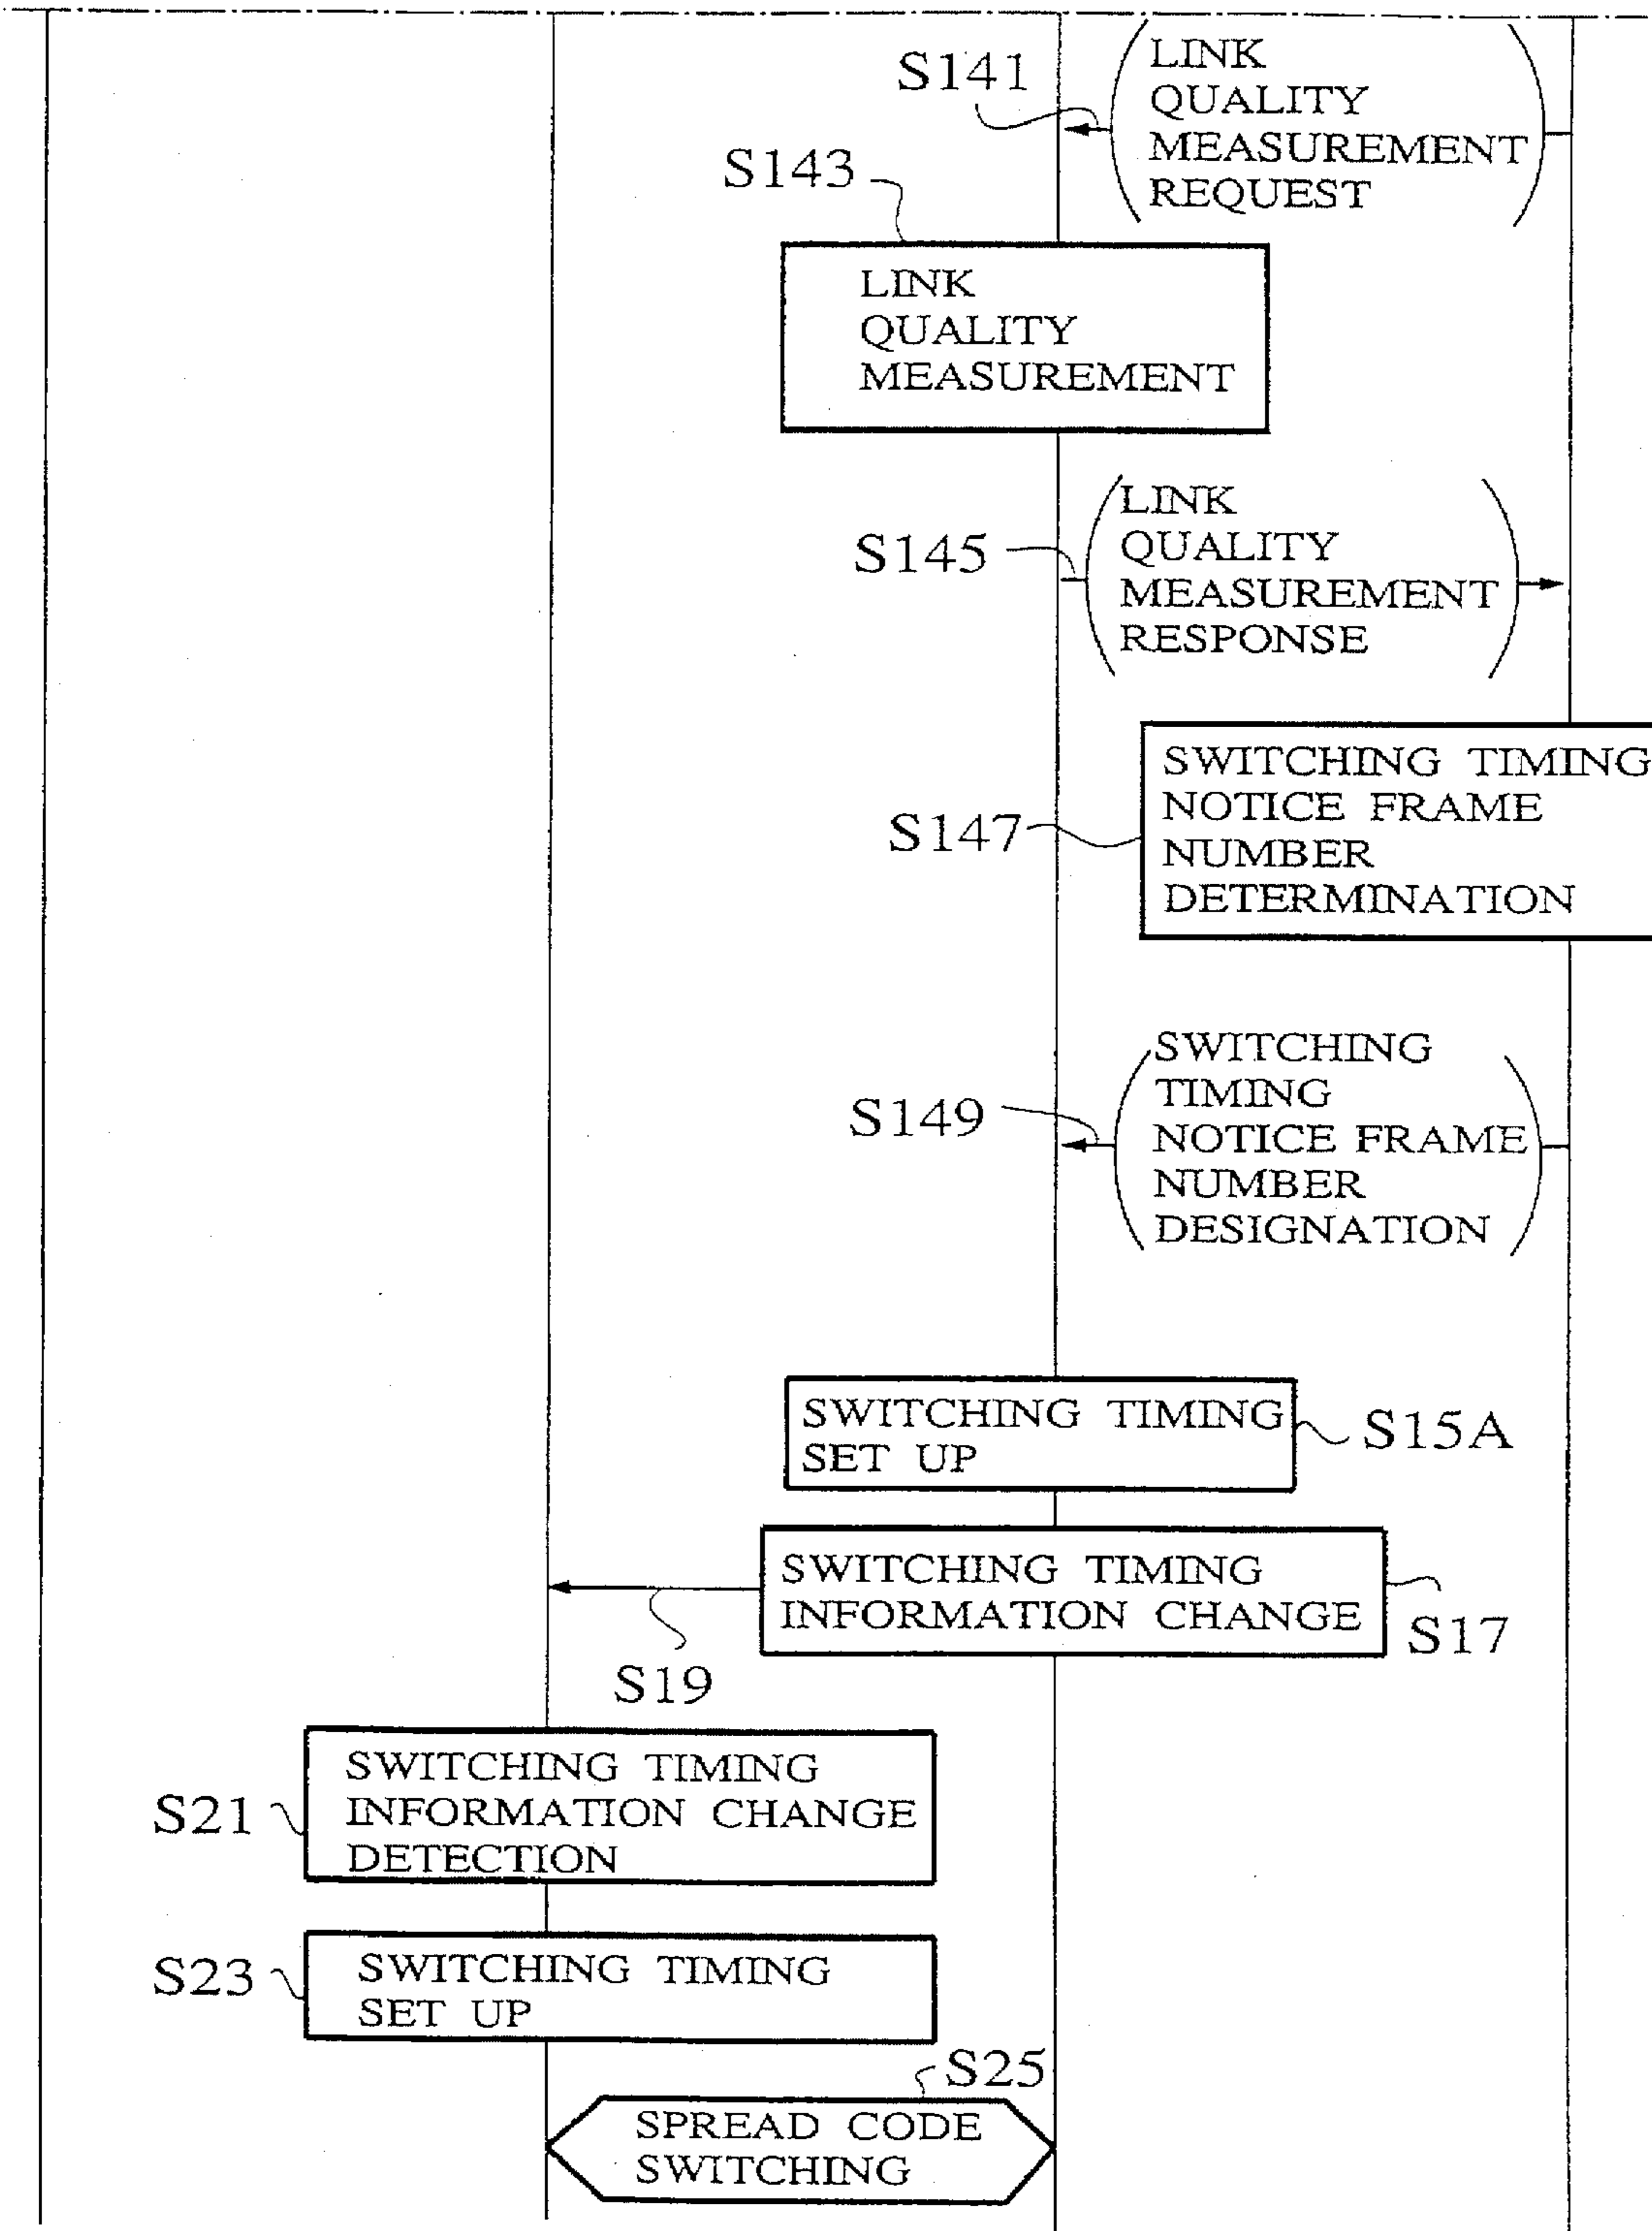 S141
LINK
QUALITY
MEASUREMENT
REQUEST
S143
LINK
QUALITY
MEASUREMENT
S145
LINK
QUALITY
MEASUREMENT
RESPONSE
S147
SWITCHING TIMING
NOTICE FRAME
NUMBER
DETERMINATION
S149
SWITCHING
TIMING
NOTICE FRAME
NUMBER
DESIGNATION
SWITCHING TIMING
SET UP
S15A
SWITCHING TIMING
INFORMATION CHANGE
S17
S19
S21
SWITCHING TIMING
INFORMATION CHANGE
DETECTION
S23
SWITCHING TIMING
SET UP
S25
SPREAD CODE
SWITCHING